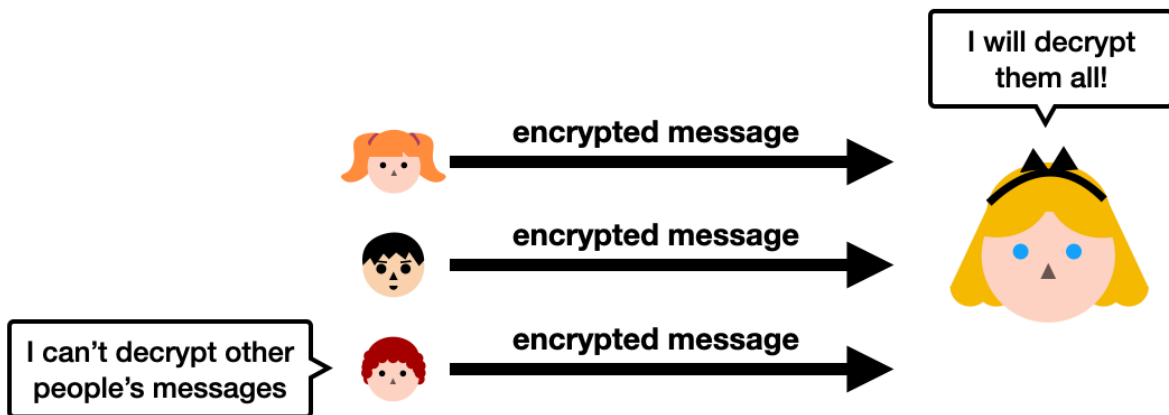 I will decrypt
them all!
encrypted message
encrypted message
encrypted message
I can't decrypt other
people's messages